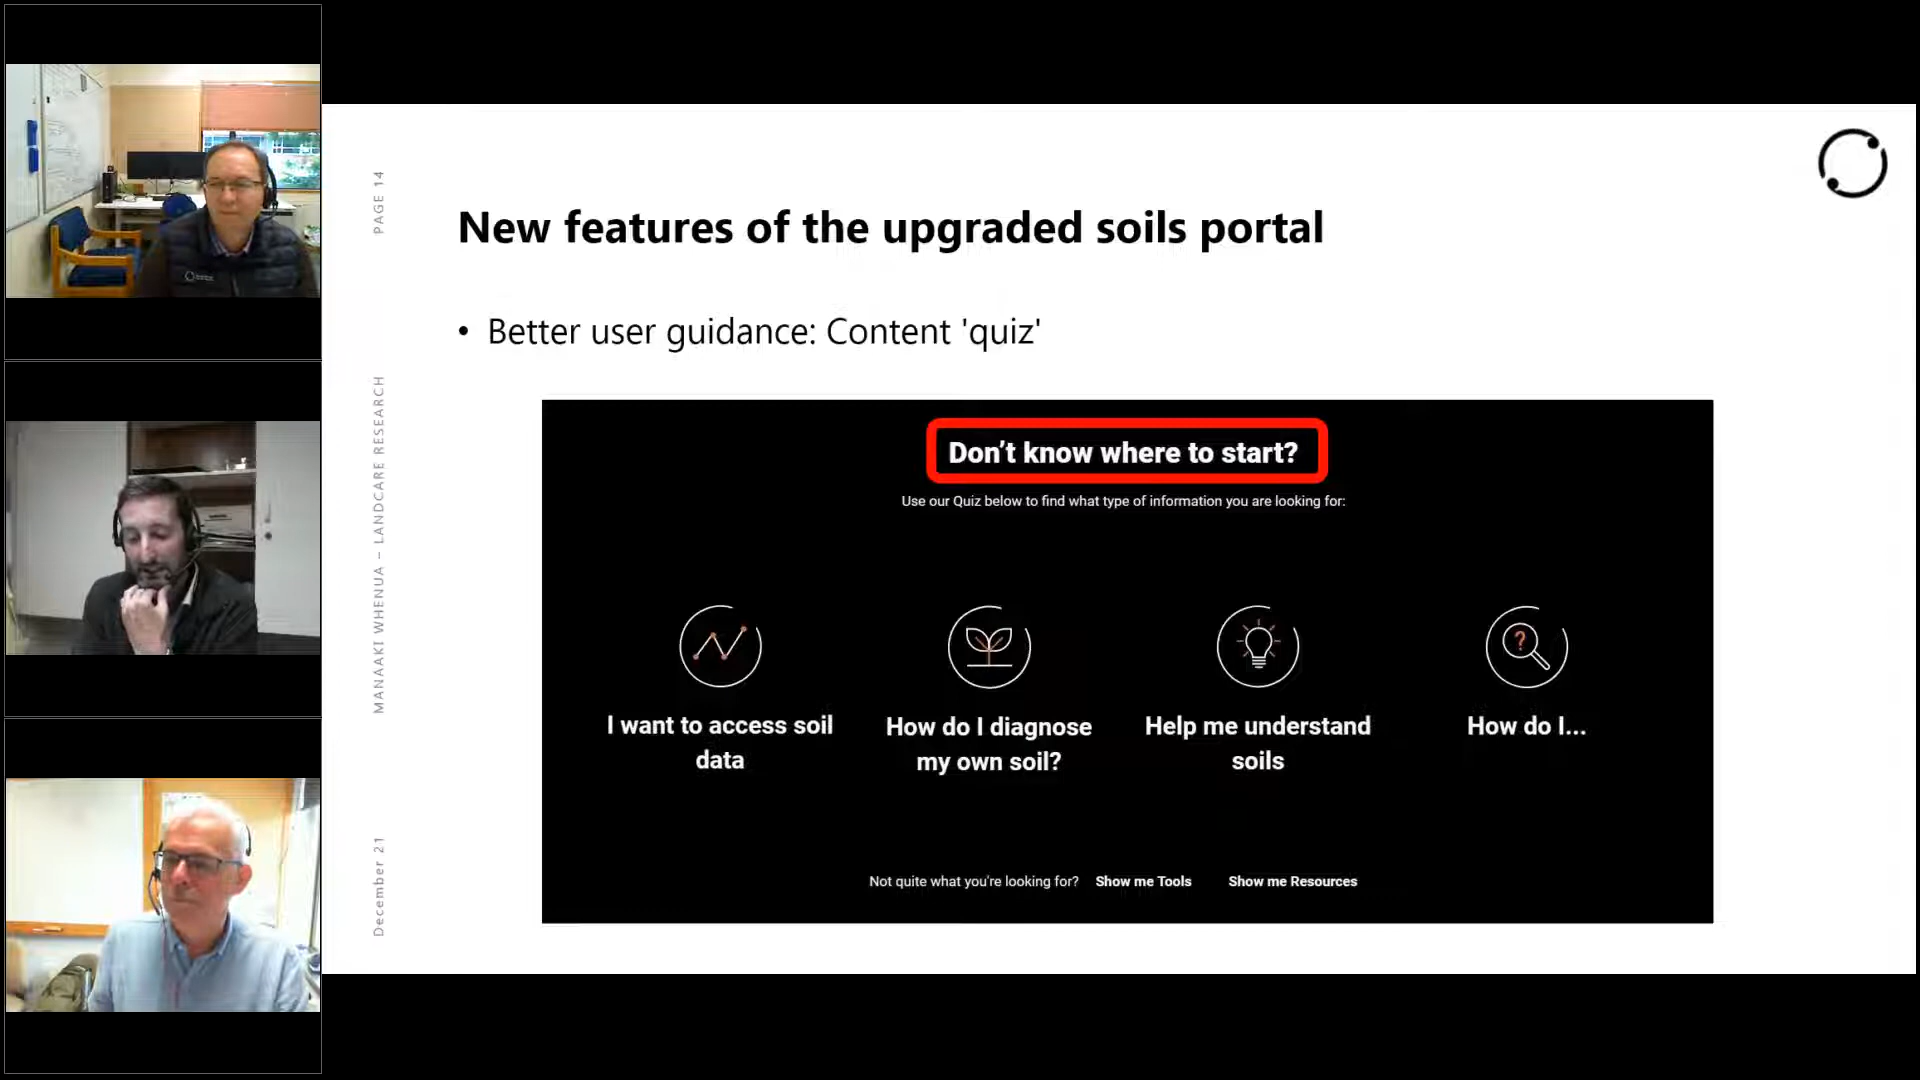 PAGE 14
MANAAKI WHENUA – LANDCARE RESEARCH
December 21
New features of the upgraded soils portal
• Better user guidance: Content 'quiz'
Don't know where to start?
Use our Quiz below to find what type of information you are looking for:
I want to access soil
data
How do I diagnose
my own soil?
Help me understand
soils
?
How do I...
Not quite what you're looking for? Show me Tools Show me Resources